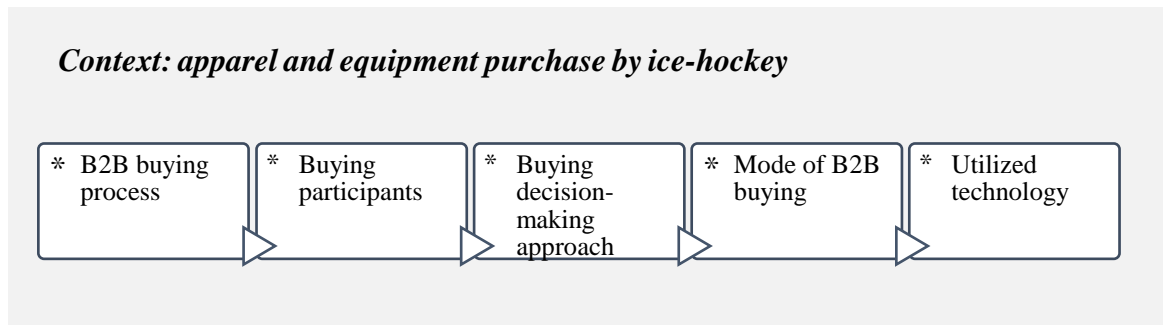 Context: apparel and equipment purchase by ice-hockey
* B2B buying
process
* Buying
participants
* Buying
decision-
making
approach
* Mode of B2B
buying
* Utilized
technology